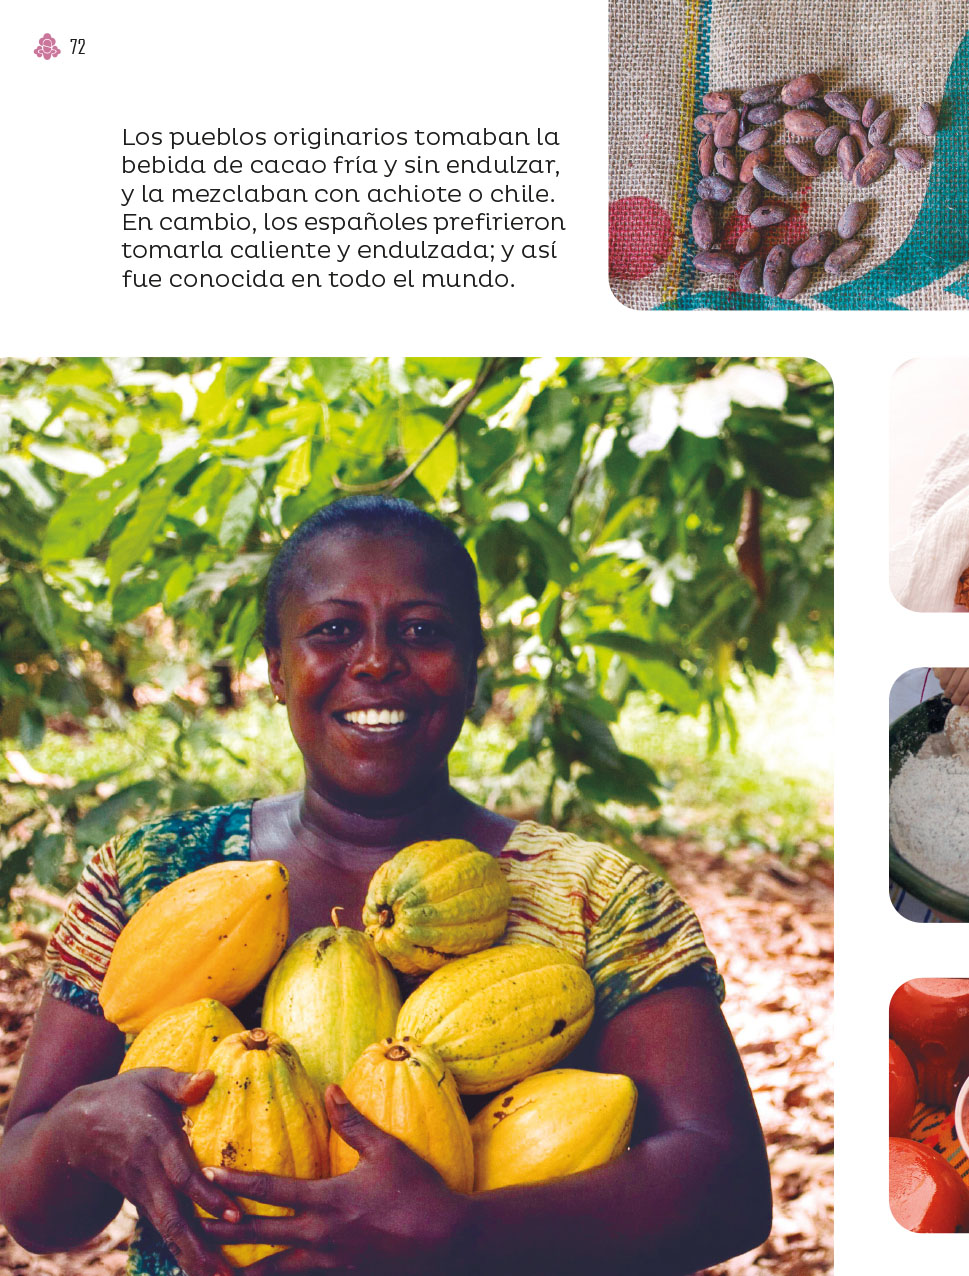 72
Los pueblos originarios tomaban la
bebida de cacao fría y sin endulzar,
y la mezclaban con achiote o chile.
En cambio, los españoles prefirieron
tomarla caliente y endulzada; y así
fue conocida en todo el mundo.